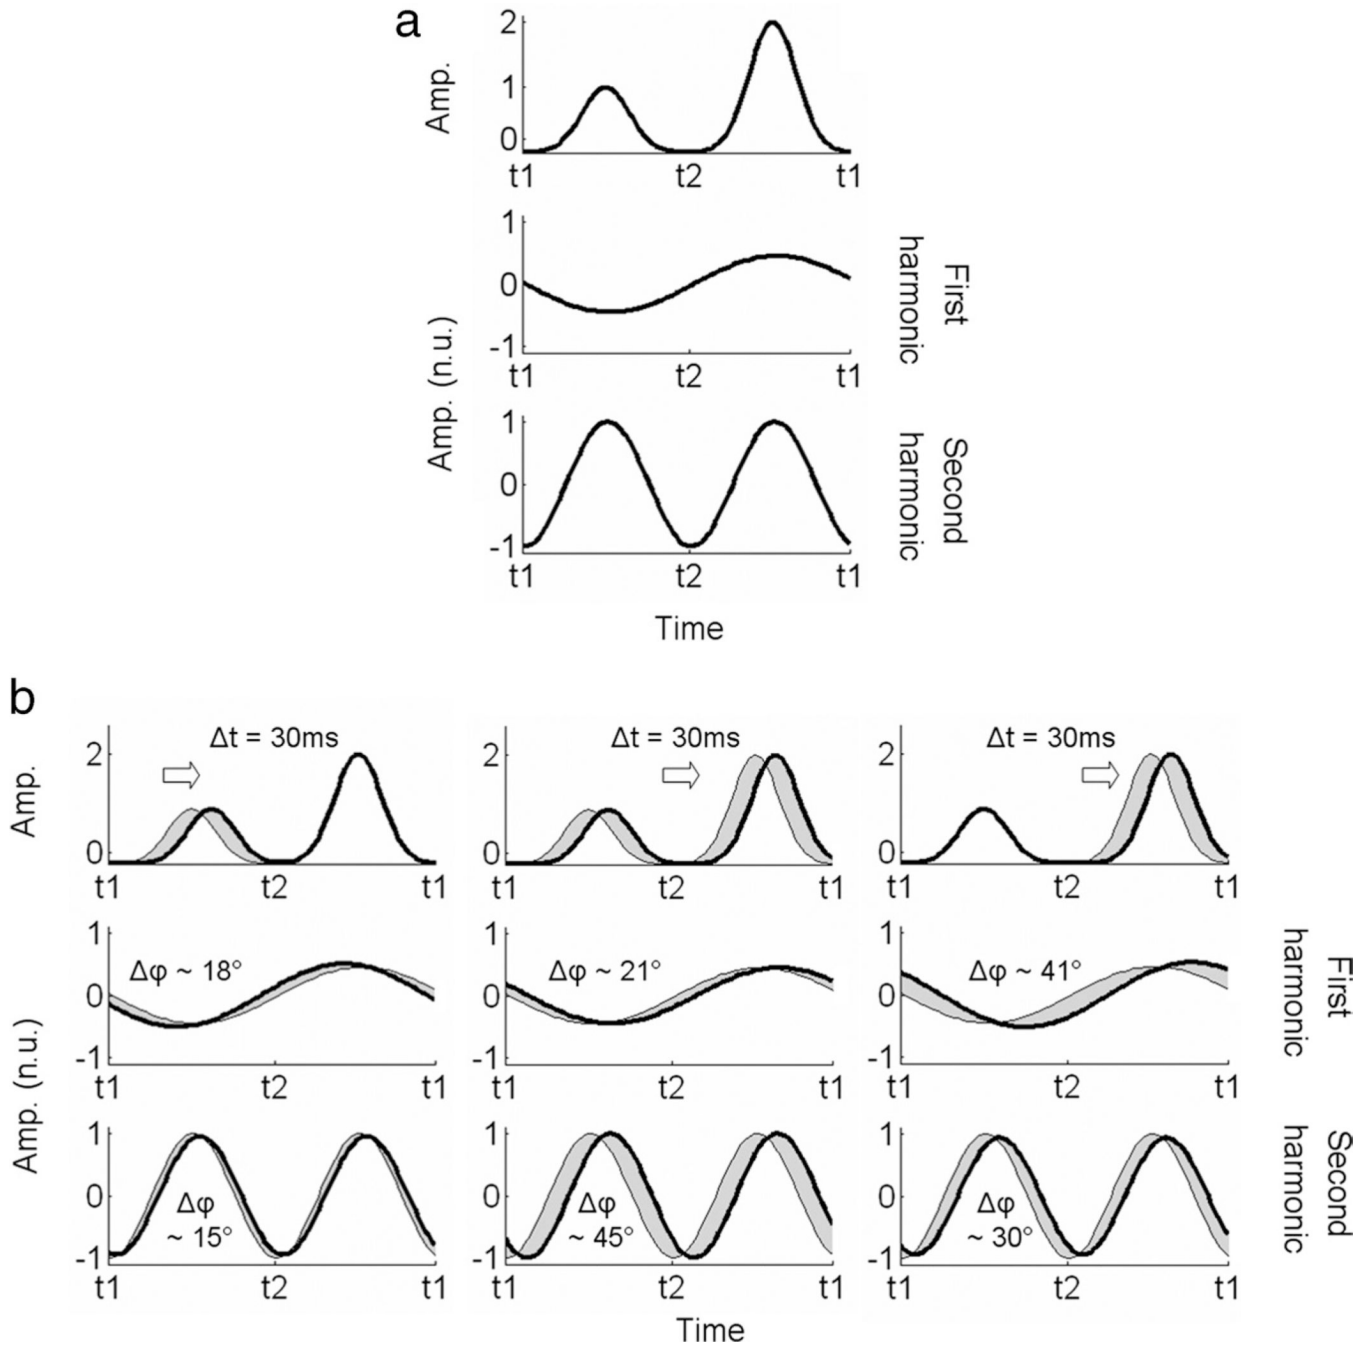 a
Amp.
2
1
0
t1 t2 t1
1
0
-1
t1 t2 t1
First
harmonic
Amp. (n.u.)
1
0
-1
t1 t2 t1
Second
harmonic
Time
b
Amp.
2
0
Δt = 30ms
t1 t2 t1
2
0
Δt = 30ms
t1 t2 t1
2
0
Δt = 30ms
t1 t2 t1
Amp. (n.u.)
1
0
-1
Δφ ~ 18°
t1 t2 t1
1
0
-1
Δφ ~ 21°
t1 t2 t1
1
0
-1
Δφ ~ 41°
t1 t2 t1
First
harmonic
1
0
-1
Δφ
~ 15°
t1 t2 t1
1
0
-1
Δφ
~ 45°
t1 t2 t1
1
0
-1
Δφ
~ 30°
t1 t2 t1
Second
harmonic
Time